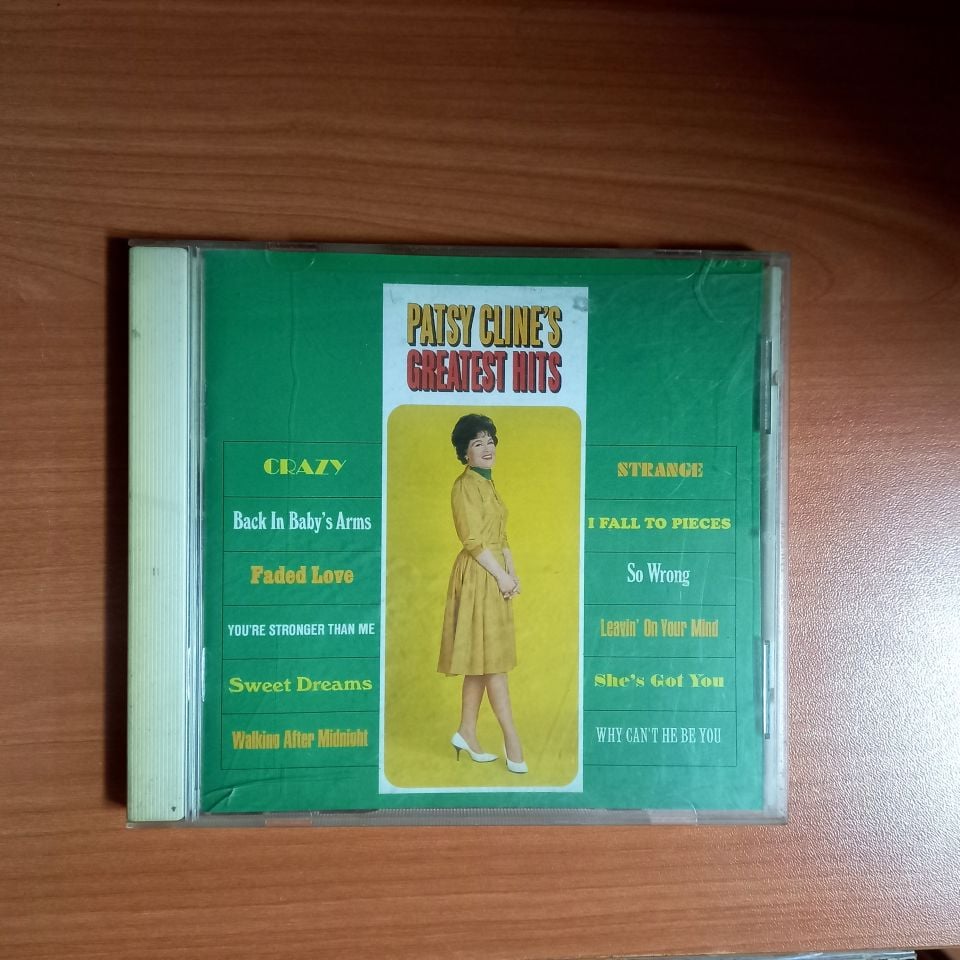 PATSY CLINE'S
GREATEST HITS
CRAZY
Back In Baby's Arms
Faded Love
YOU'RE STRONGER THAN ME
Sweet Dreams
Walking After Midnight
STRANGE
I FALL TO PIECES
So Wrong
Leavin' On Your Mind
She's Got You
WHY CAN'T HE BE YOU